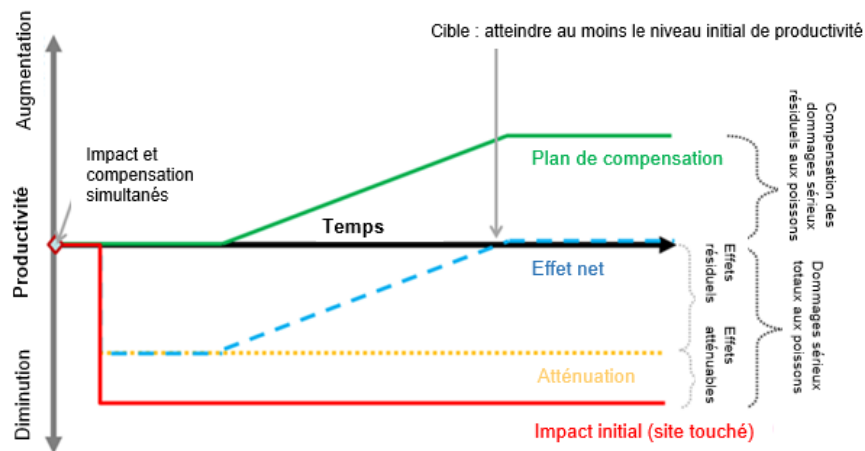 Cible : atteindre au moins le niveau initial de productivité
Augmentation
Productivité
Diminution
Impact et
compensation
simultanés
Plan de compensation
Temps
Effet net
Atténuation
Impact initial (site touché)
Effets
résiduels
Effets
atténuables
Compensation des
dommages sérieux
résiduels aux poissons
Dommages sérieux
totaux aux poissons